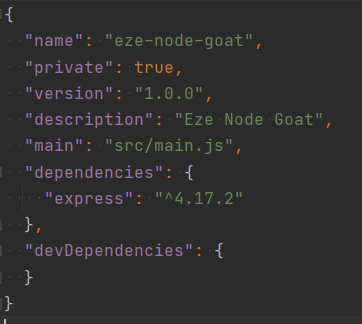 {
  "name": "eze-node-goat",
  "private": true,
  "version": "1.0.0",
  "description": "Eze Node Goat",
  "main": "src/main.js",
  "dependencies": {
    "express": "^4.17.2"
  },
  "devDependencies": {
  }
}